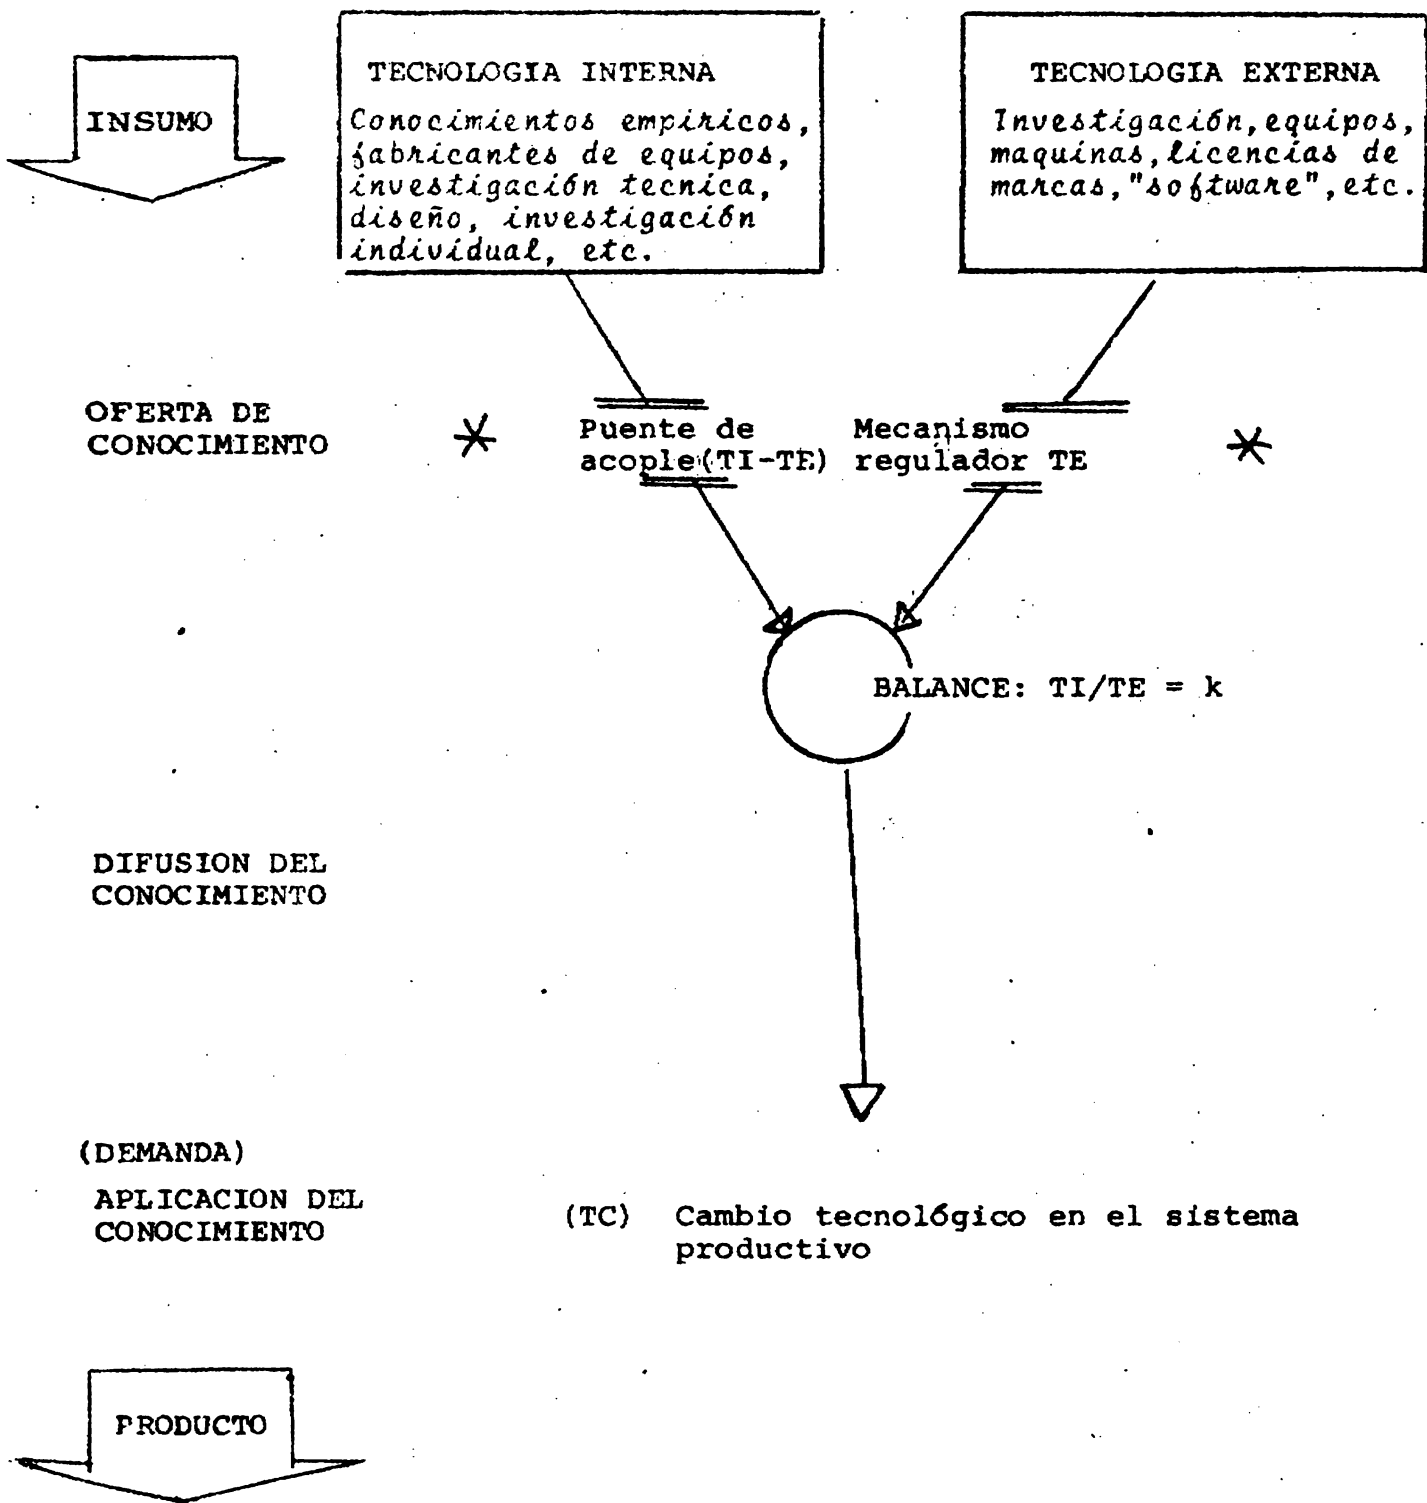 INSUMO
TECNOLOGIA INTERNA
Conocimientos empíricos,
fabricantes de equipos,
investigación tecnica,
diseño, investigación
individual, etc.
TECNOLOGIA EXTERNA
Investigación, equipos,
maquinas, licencias de
marcas, "software", etc.
OFERTA DE
CONOCIMIENTO
*
Puente de
acople (TI-TE)
Mecanismo
regulador TE
*
BALANCE: TI/TE = k
DIFUSION DEL
CONOCIMIENTO
(DEMANDA)
APLICACION DEL
CONOCIMIENTO
(TC) Cambio tecnológico en el sistema
productivo
PRODUCTO